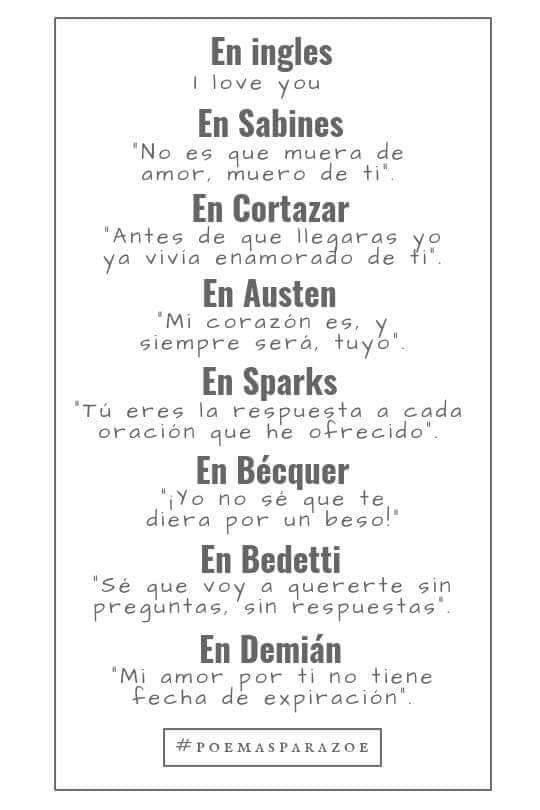 En ingles
I love you
En Sabines
"No es que muera de
amor, muero de ti".
En Cortazar
"Antes de que llegaras yo
ya vivia enamorado de ti".
En Austen
"Mi corazón es, y
siempre será, tuyo".
En Sparks
"Tú eres la respuesta a cada
oración que he ofrecido".
En Bécquer
"¡Yo no sé que te
diera por un beso!"
En Bedetti
"Sé que voy a quererte sin
preguntas, sin respuestas".
En Demián
"Mi amor por ti no tiene
fecha de expiración".
#POEMASPARAZOE